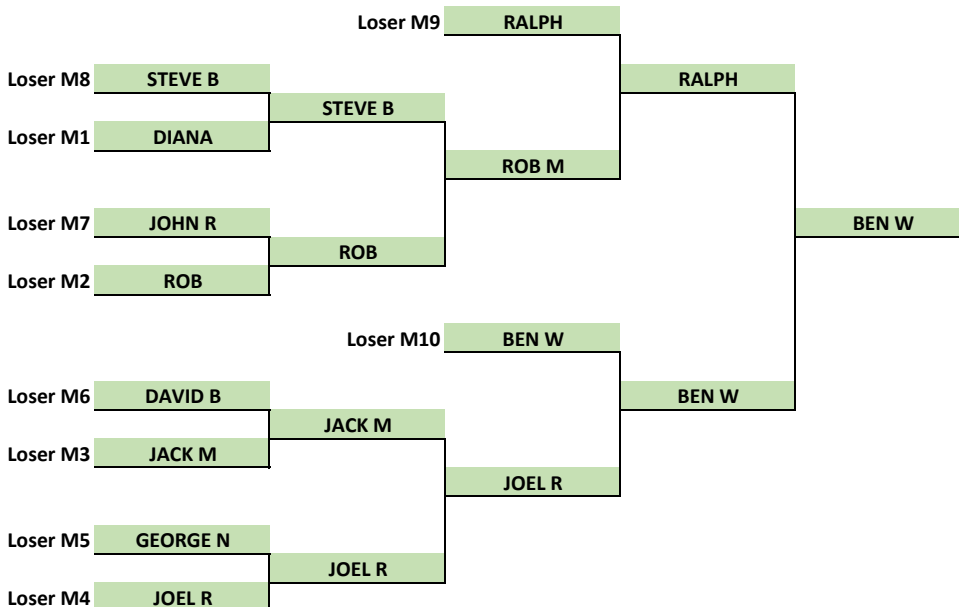 Loser M9 RALPH
Loser M8 STEVE B RALPH
STEVE B
Loser M1 DIANA
ROB M
Loser M7 JOHN R BEN W
ROB
Loser M2 ROB
Loser M10 BEN W
Loser M6 DAVID B BEN W
JACK M
Loser M3 JACK M
JOEL R
Loser M5 GEORGE N
JOEL R
Loser M4 JOEL R